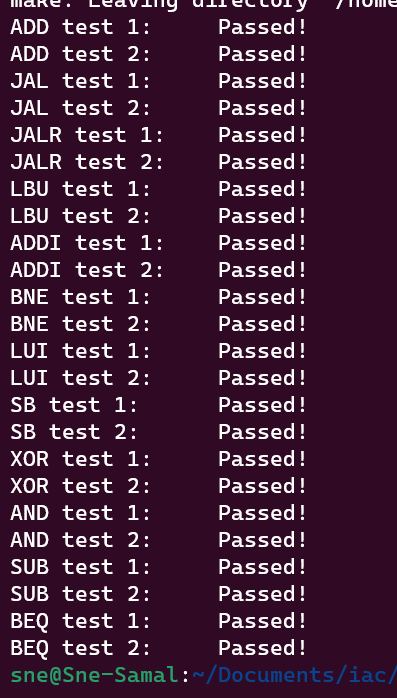 make: Leaving directory '/home
ADD test 1: Passed!
ADD test 2: Passed!
JAL test 1: Passed!
JAL test 2: Passed!
JALR test 1: Passed!
JALR test 2: Passed!
LBU test 1: Passed!
LBU test 2: Passed!
ADDI test 1: Passed!
ADDI test 2: Passed!
BNE test 1: Passed!
BNE test 2: Passed!
LUI test 1: Passed!
LUI test 2: Passed!
SB test 1: Passed!
SB test 2: Passed!
XOR test 1: Passed!
XOR test 2: Passed!
AND test 1: Passed!
AND test 2: Passed!
SUB test 1: Passed!
SUB test 2: Passed!
BEQ test 1: Passed!
BEQ test 2: Passed!
sne@Sne-Samal:~/Documents/iac/